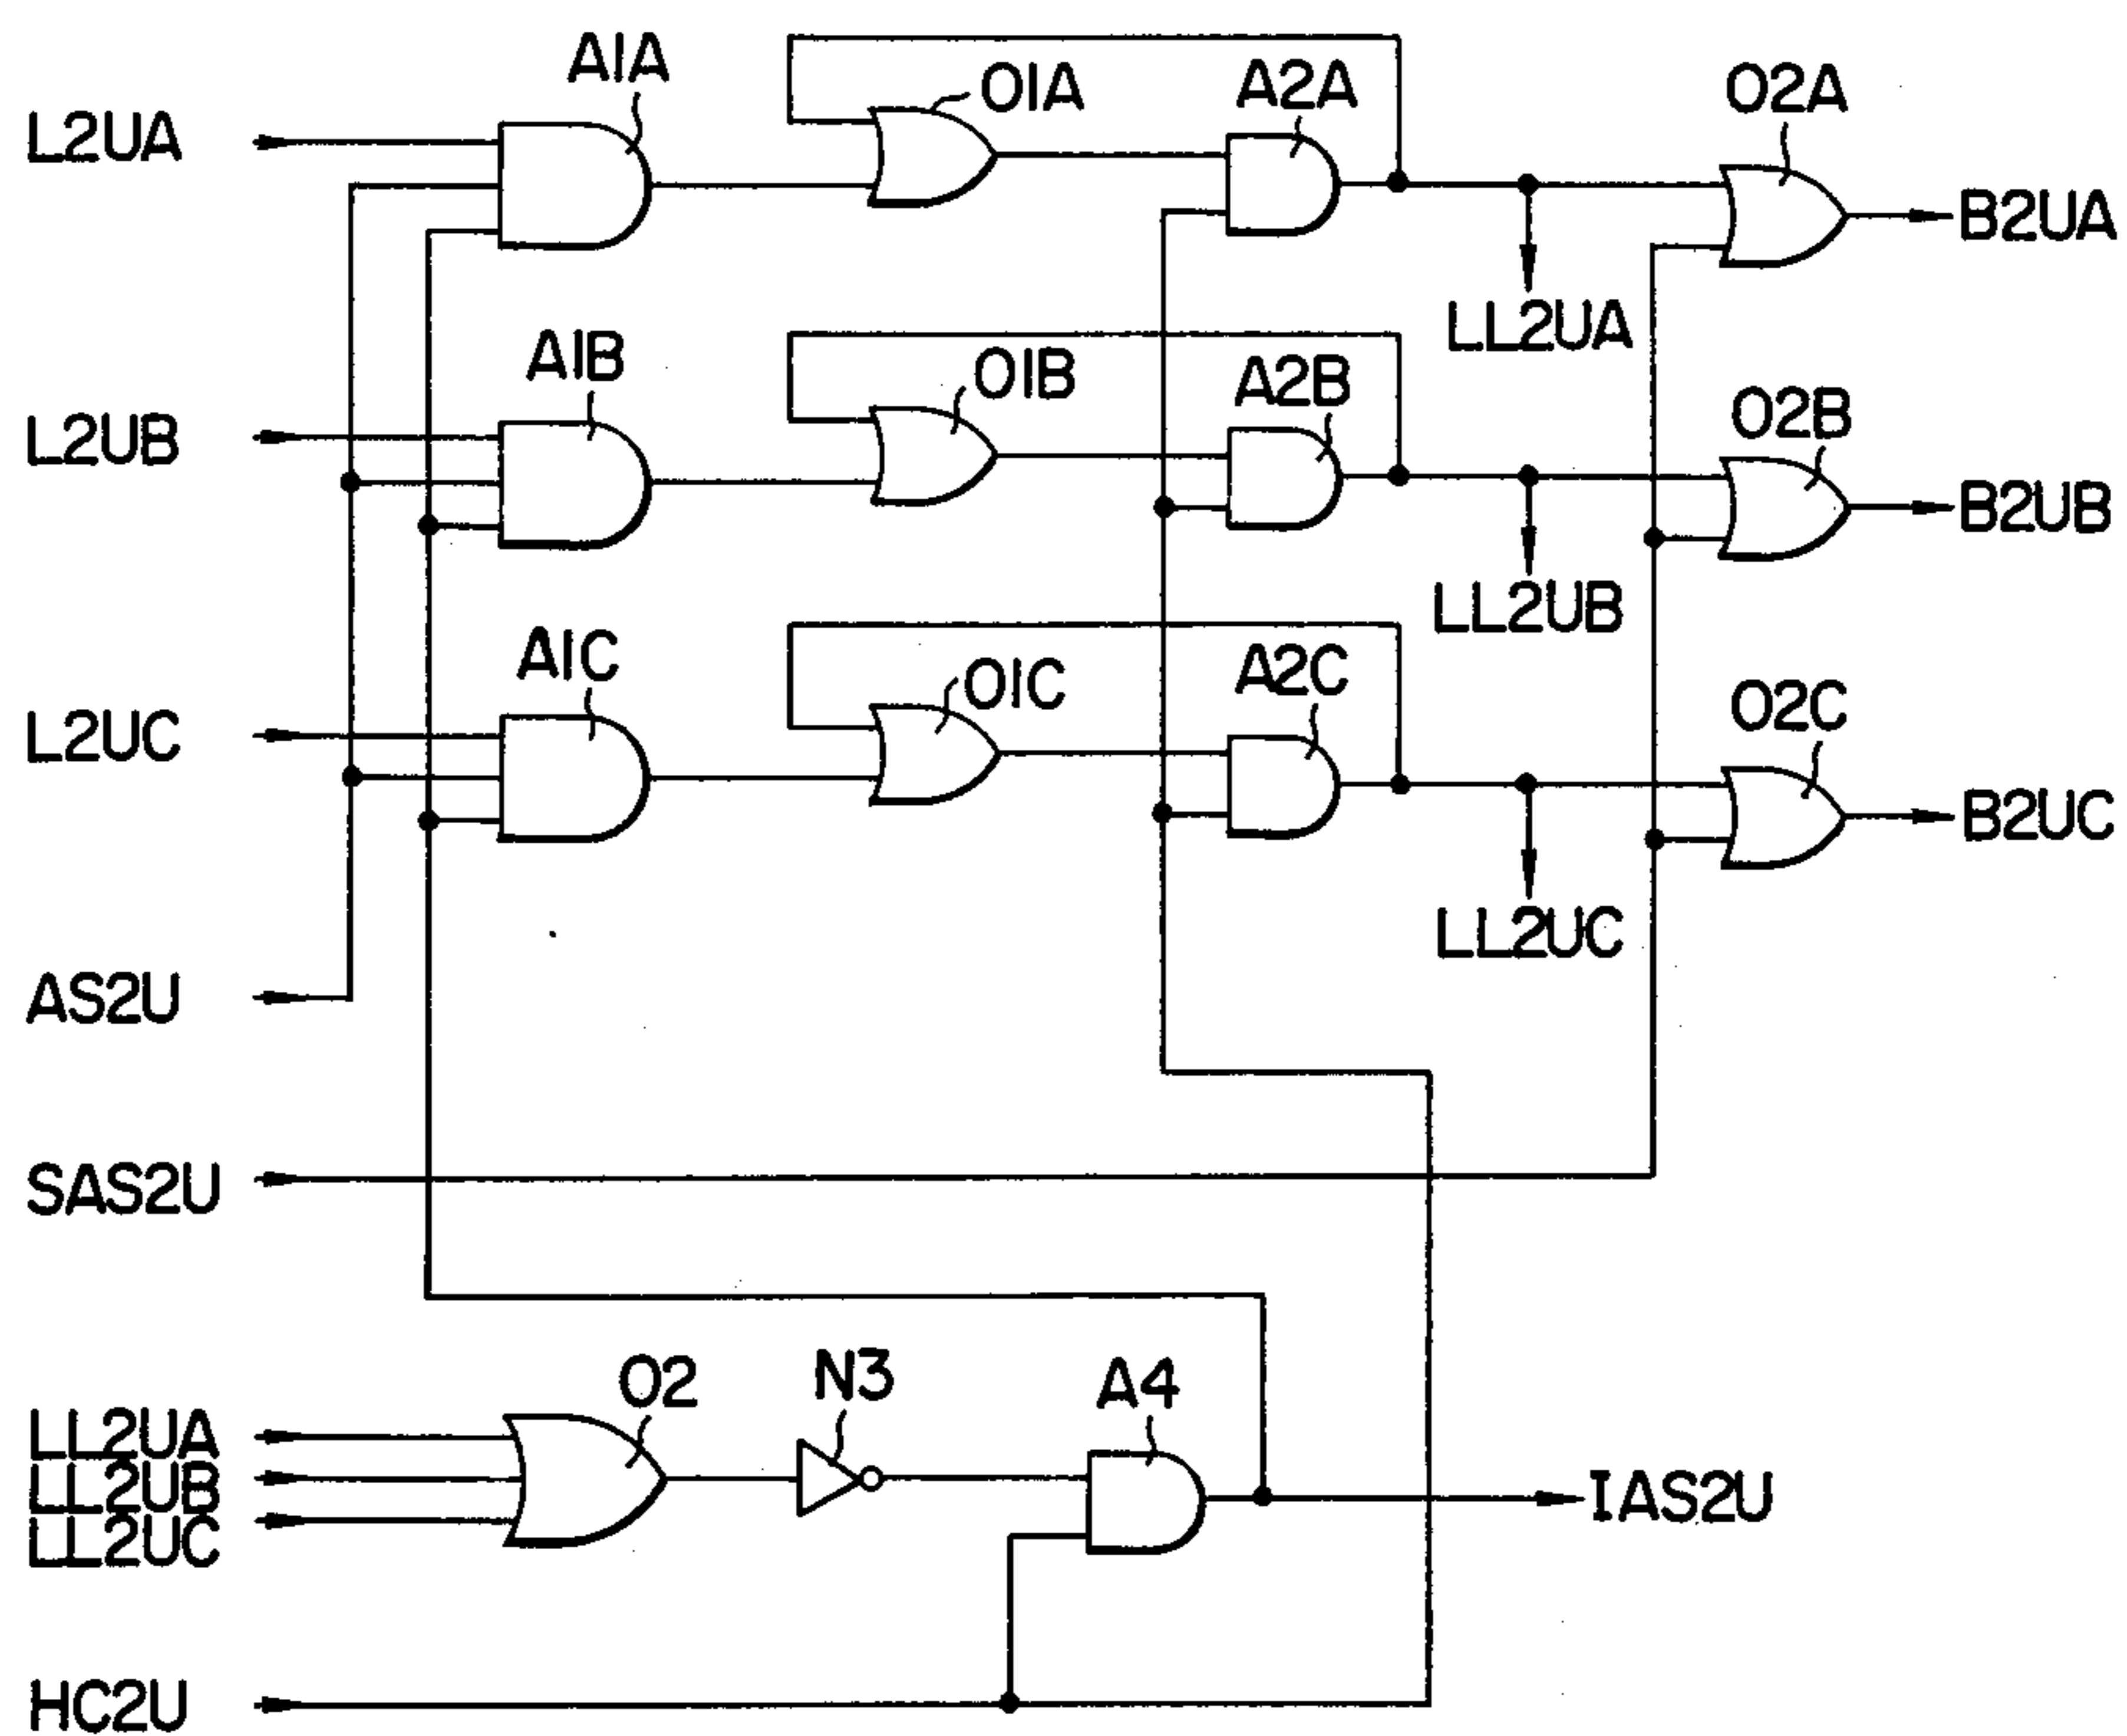 A1A
O1A
A2A
O2A
L2UA
B2UA
LL2UA
A1B
O1B
A2B
O2B
L2UB
B2UB
LL2UB
A1C
O1C
A2C
O2C
L2UC
B2UC
LL2UC
AS2U
SAS2U
O2
N3
A4
LL2UA
LL2UB
LL2UC
IAS2U
HC2U